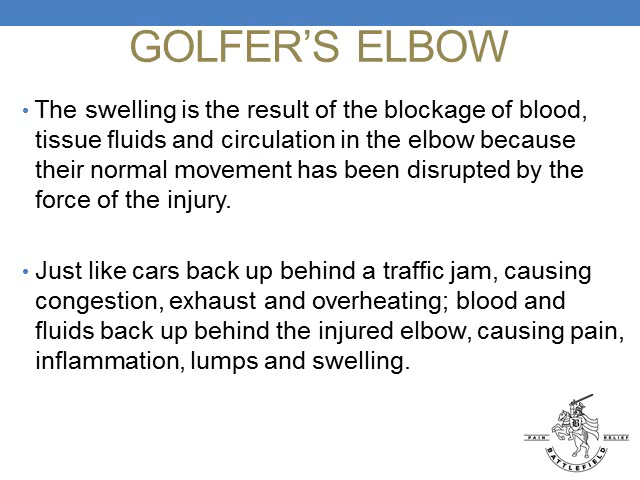 GOLFER’S ELBOW
• The swelling is the result of the blockage of blood,
tissue fluids and circulation in the elbow because
their normal movement has been disrupted by the
force of the injury.
• Just like cars back up behind a traffic jam, causing
congestion, exhaust and overheating; blood and
fluids back up behind the injured elbow, causing pain,
inflammation, lumps and swelling.
B
PAIN RELIEF
BATTLEFIELD